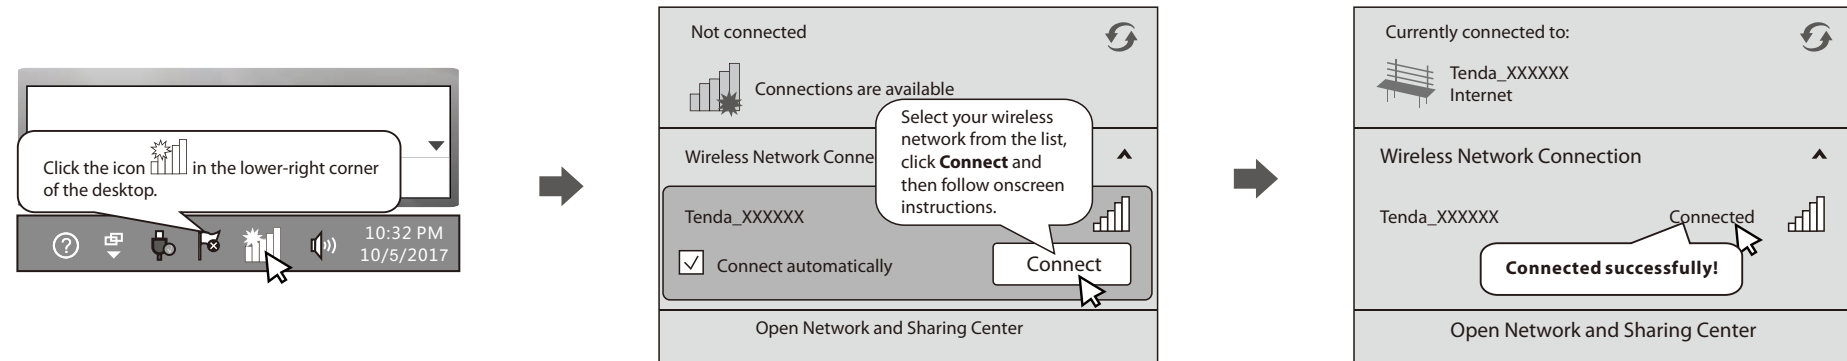 Click the icon in the lower-right corner
of the desktop.
10:32 PM
10/5/2017
Not connected
Connections are available
Select your wireless
network from the list,
click Connect and
then follow onscreen
instructions.
Wireless Network Conne
Tenda_XXXXXX
Connect automatically
Connect
Open Network and Sharing Center
Currently connected to:
Tenda_XXXXXX
Internet
Wireless Network Connection
Tenda_XXXXXX
Connected
Connected successfully!
Open Network and Sharing Center